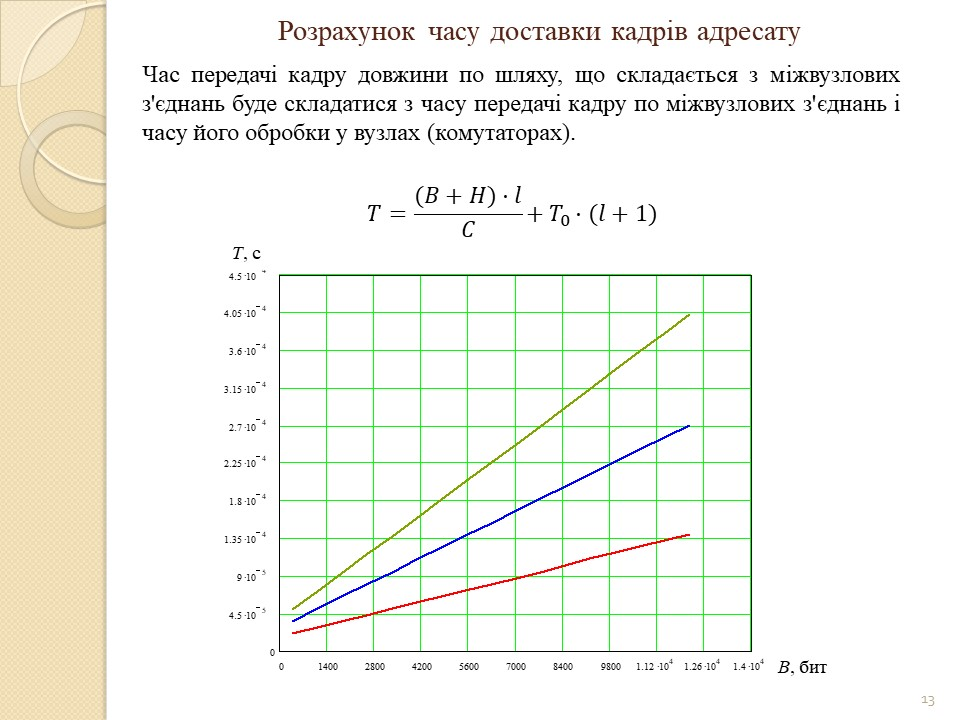 Розрахунок часу доставки кадрів адресату
Час передачі кадру довжини по шляху, що складається з міжвузлових
з'єднань буде складатися з часу передачі кадру по міжвузлових з'єднань і
часу його обробки у вузлах (комутаторах).
T = (B + H) · l / C + T₀ · (l + 1)
T, с
4.5 ·10⁻⁴
4.05 ·10⁻⁴
3.6 ·10⁻⁴
3.15 ·10⁻⁴
2.7 ·10⁻⁴
2.25 ·10⁻⁴
1.8 ·10⁻⁴
1.35 ·10⁻⁴
9 ·10⁻⁵
4.5 ·10⁻⁵
0
0 1400 2800 4200 5600 7000 8400 9800 1.12 ·10⁴ 1.26 ·10⁴ 1.4 ·10⁴
B, бит
13